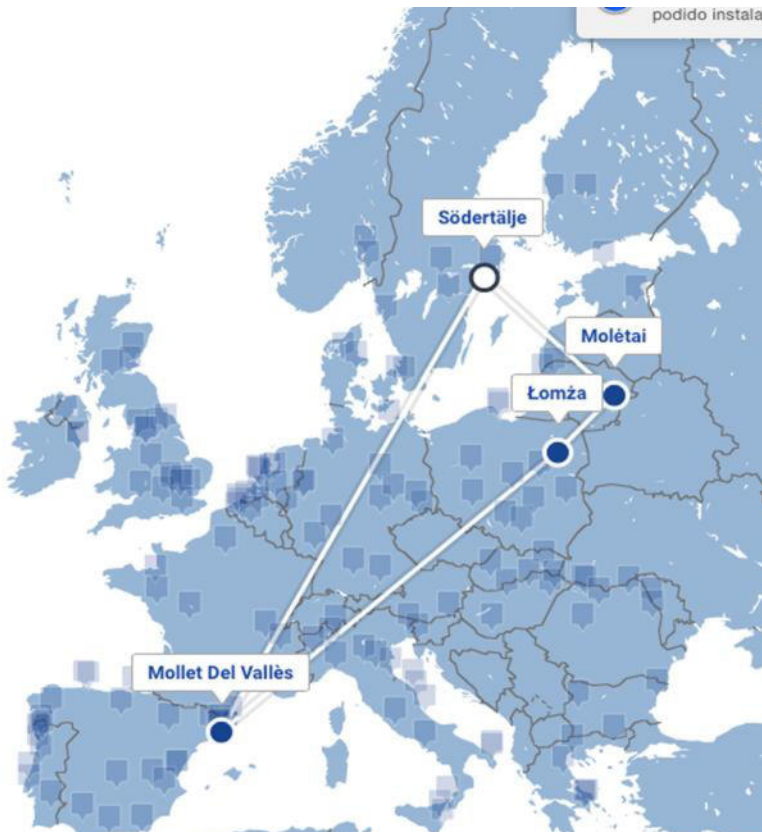 podido instala
Södertälje
Molėtai
Łomża
Mollet Del Vallès